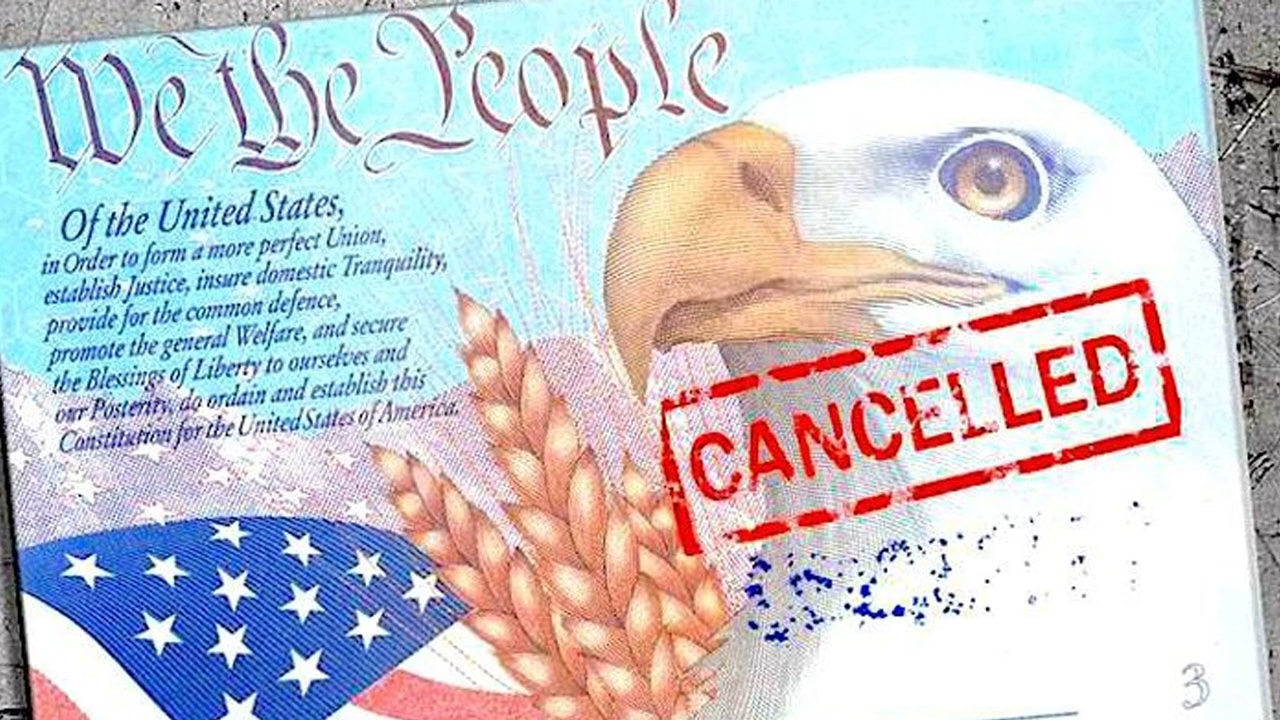 We the People
Of the United States,
in Order to form a more perfect Union,
establish Justice, insure domestic Tranquility,
provide for the common defence,
promote the general Welfare, and secure
the Blessings of Liberty to ourselves and
our Posterity, do ordain and establish this
Constitution for the United States of America.
CANCELLED
3